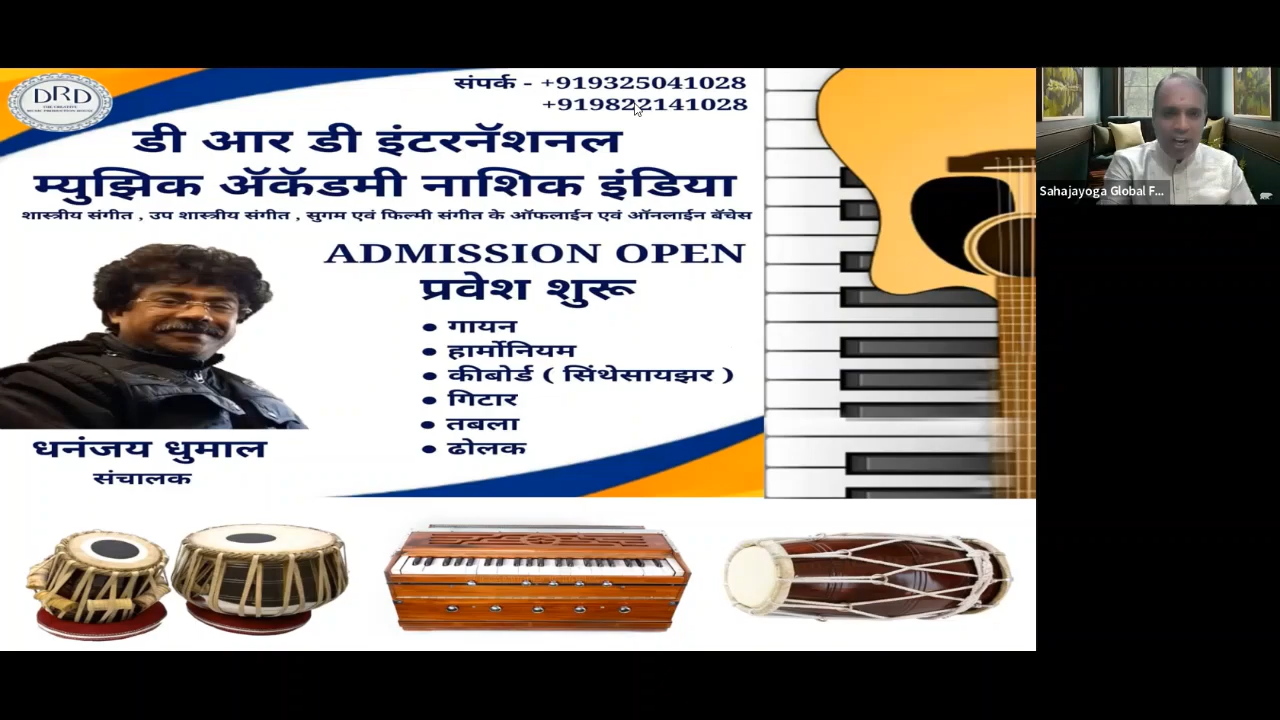 संपर्क - +919325041028
+919822141028
DRD
डी आर डी इंटरनॅशनल
म्युझिक ॲकॅडमी नाशिक इंडिया
शास्त्रीय संगीत , उप शास्त्रीय संगीत , सुगम एवं फिल्मी संगीत के ऑफलाईन एवं ऑनलाईन बॅचेस
ADMISSION OPEN
प्रवेश शुरू
• गायन
• हार्मोनियम
• कीबोर्ड ( सिंथेसायझर )
• गिटार
• तबला
• ढोलक
धनंजय धुमाल
संचालक
Sahajayoga Global F...